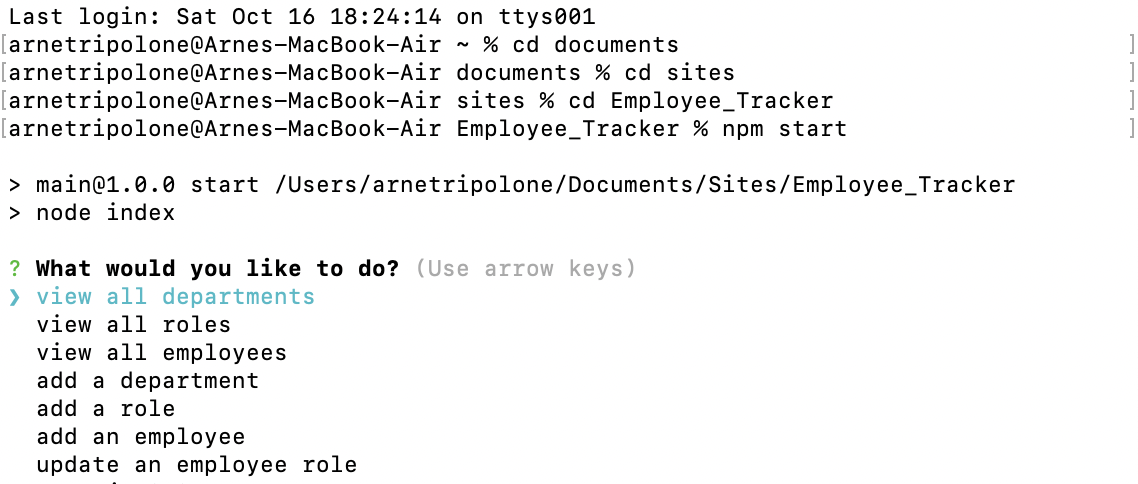 Last login: Sat Oct 16 18:24:14 on ttys001
[arnetripolone@Arnes-MacBook-Air ~ % cd documents ]
[arnetripolone@Arnes-MacBook-Air documents % cd sites ]
[arnetripolone@Arnes-MacBook-Air sites % cd Employee_Tracker ]
[arnetripolone@Arnes-MacBook-Air Employee_Tracker % npm start ]
> main@1.0.0 start /Users/arnetripolone/Documents/Sites/Employee_Tracker
> node index
? What would you like to do? (Use arrow keys)
❯ view all departments
view all roles
view all employees
add a department
add a role
add an employee
update an employee role